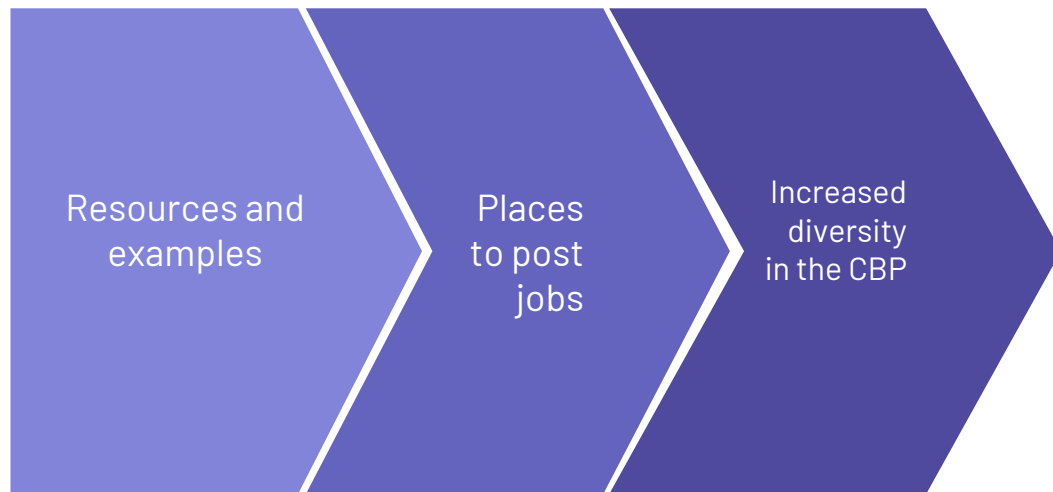 Resources and
examples
Places
to post
jobs
Increased
diversity
in the CBP